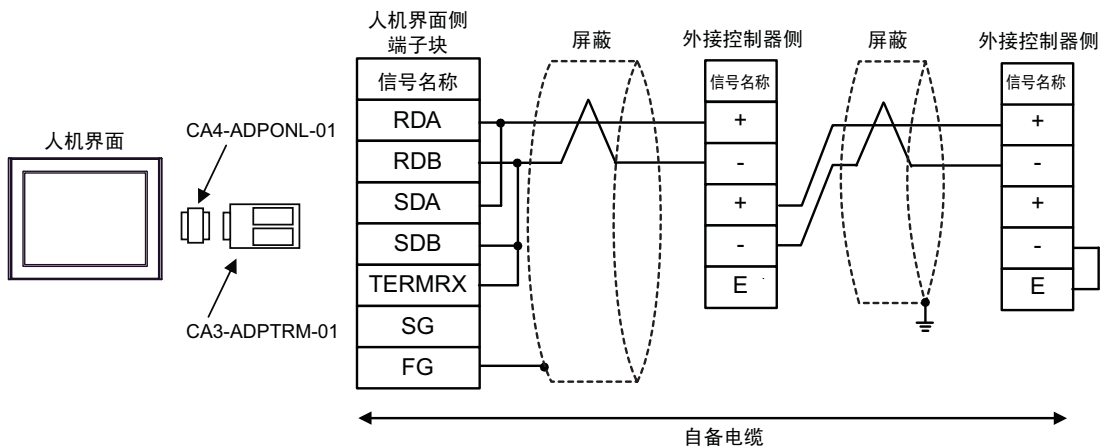 人机界面
CA4-ADPONL-01
CA3-ADPTRM-01
人机界面侧
端子块
信号名称
RDA
RDB
SDA
SDB
TERMRX
SG
FG
屏蔽
外接控制器侧
信号名称
+
-
+
-
E
屏蔽
外接控制器侧
信号名称
+
-
+
-
E
自备电缆